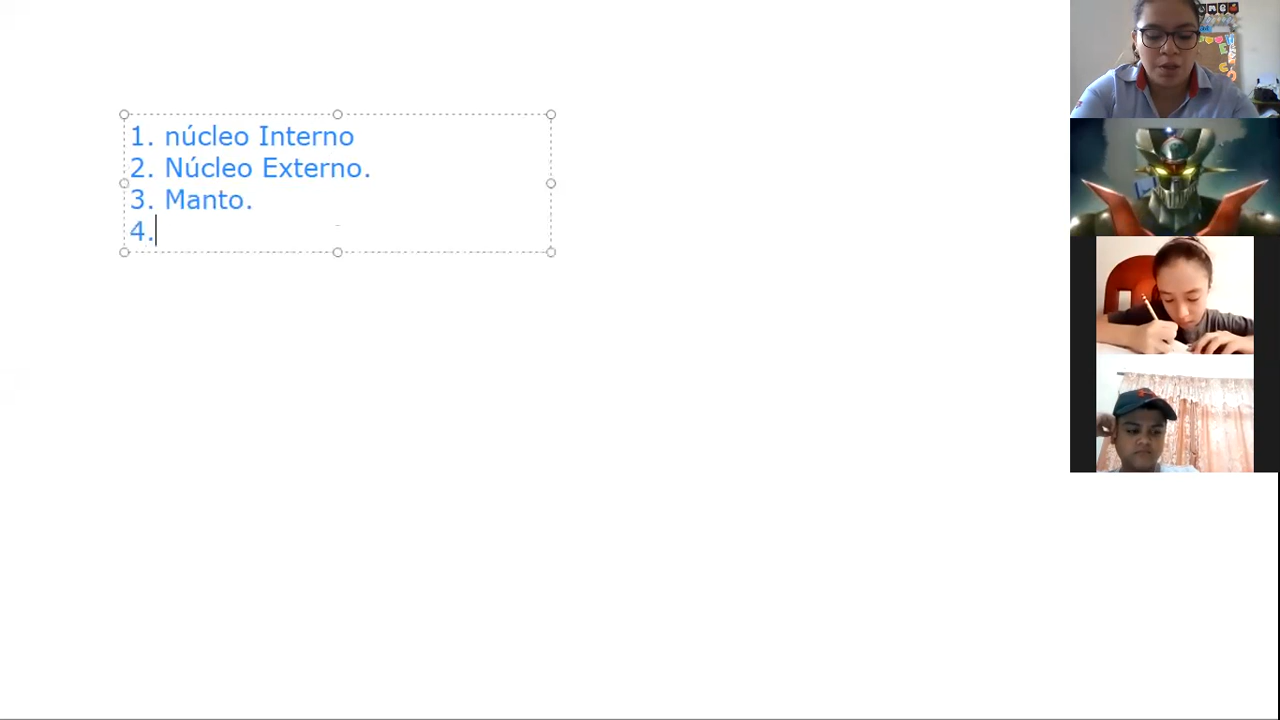 1. núcleo Interno
2. Núcleo Externo.
3. Manto.
4.